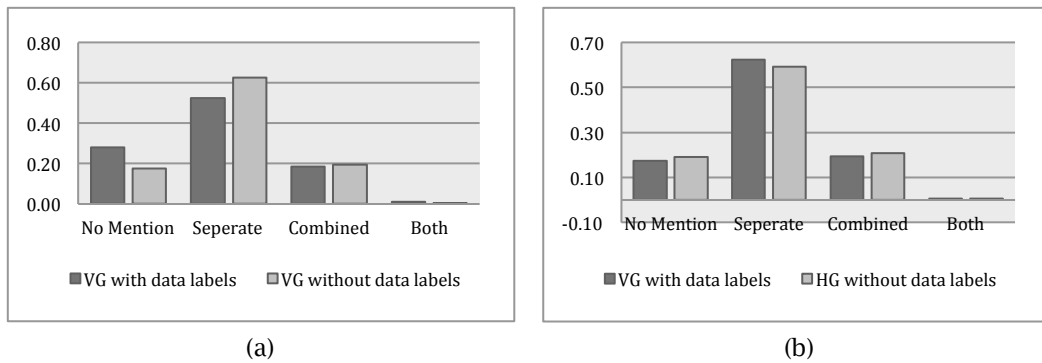 0.80
0.60
0.40
0.20
0.00
No Mention Seperate Combined Both
VG with data labels VG without data labels
(a)
0.70
0.50
0.30
0.10
-0.10
No Mention Seperate Combined Both
VG with data labels HG without data labels
(b)